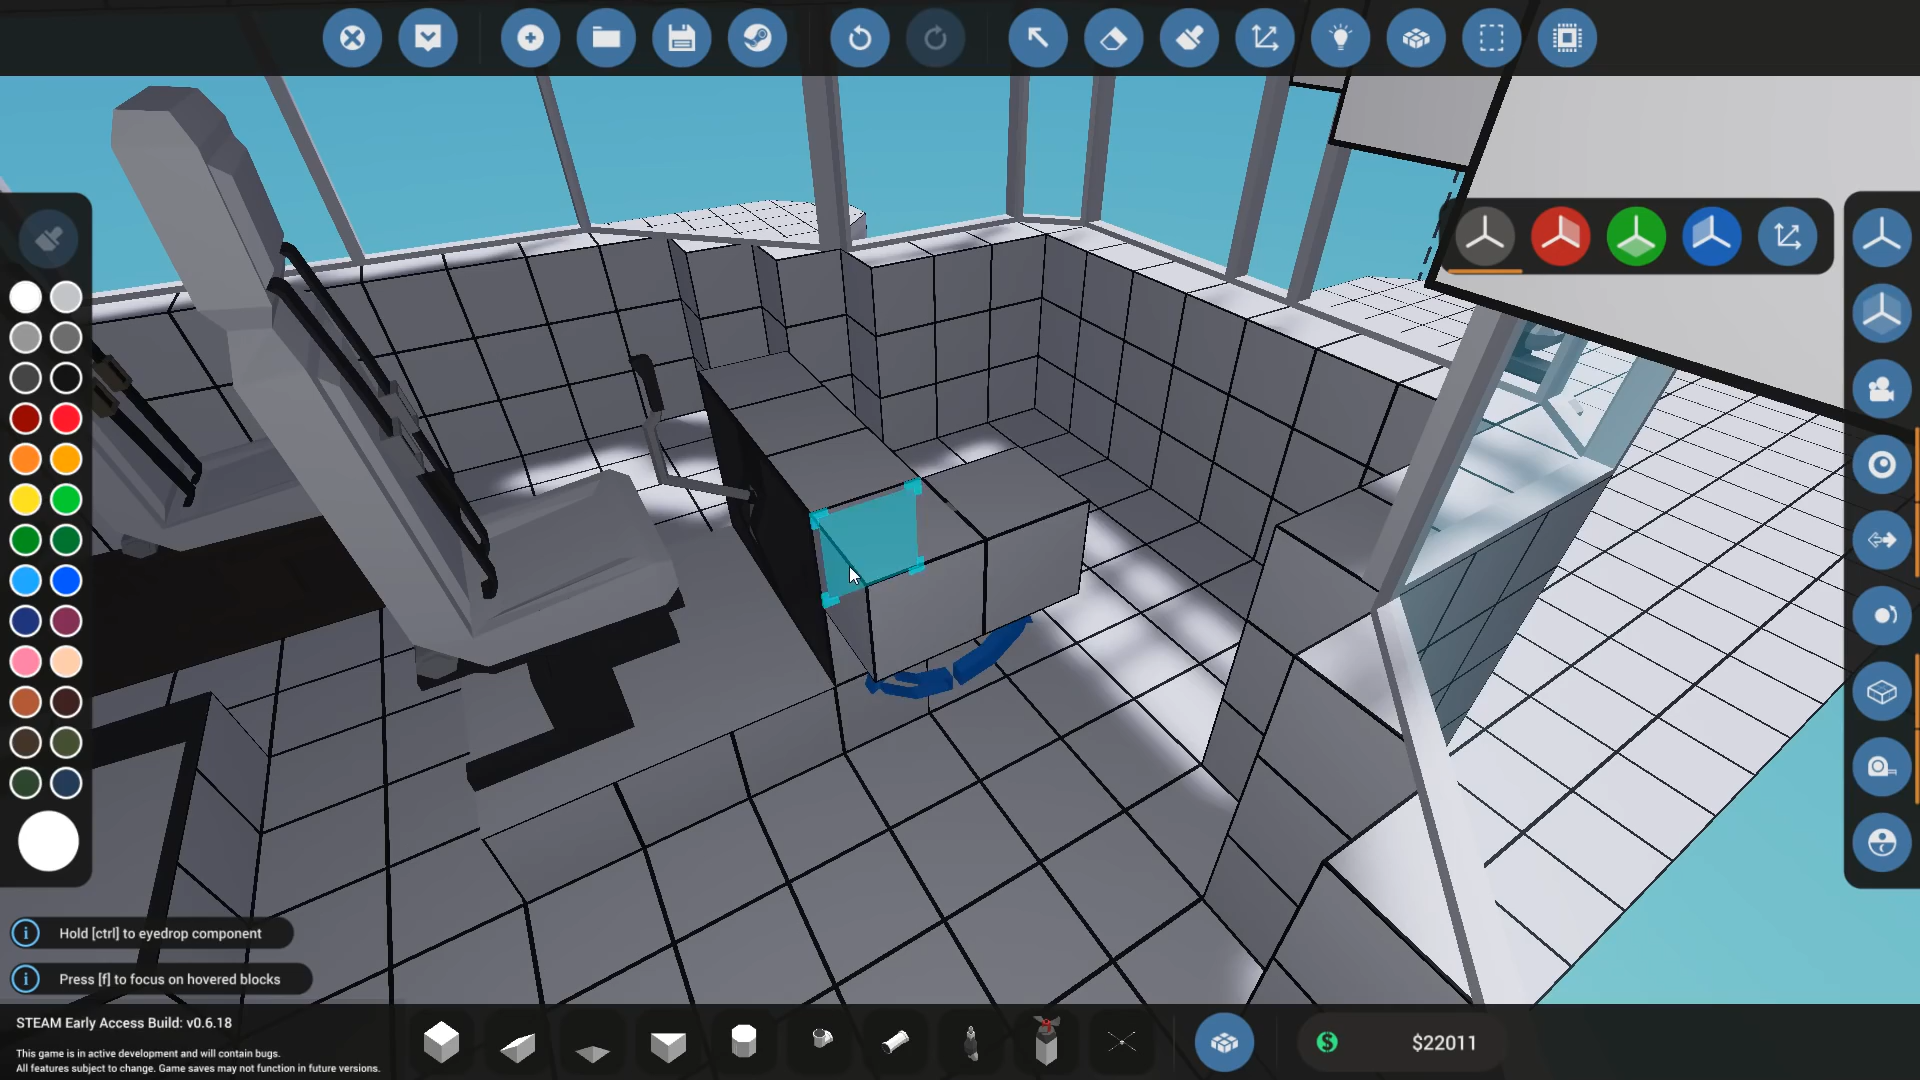 Hold [ctrl] to eyedrop component
Press [f] to focus on hovered blocks
STEAM Early Access Build: v0.6.18
This game is in active development and will contain bugs.
All features subject to change. Game saves may not function in future versions.
$22011